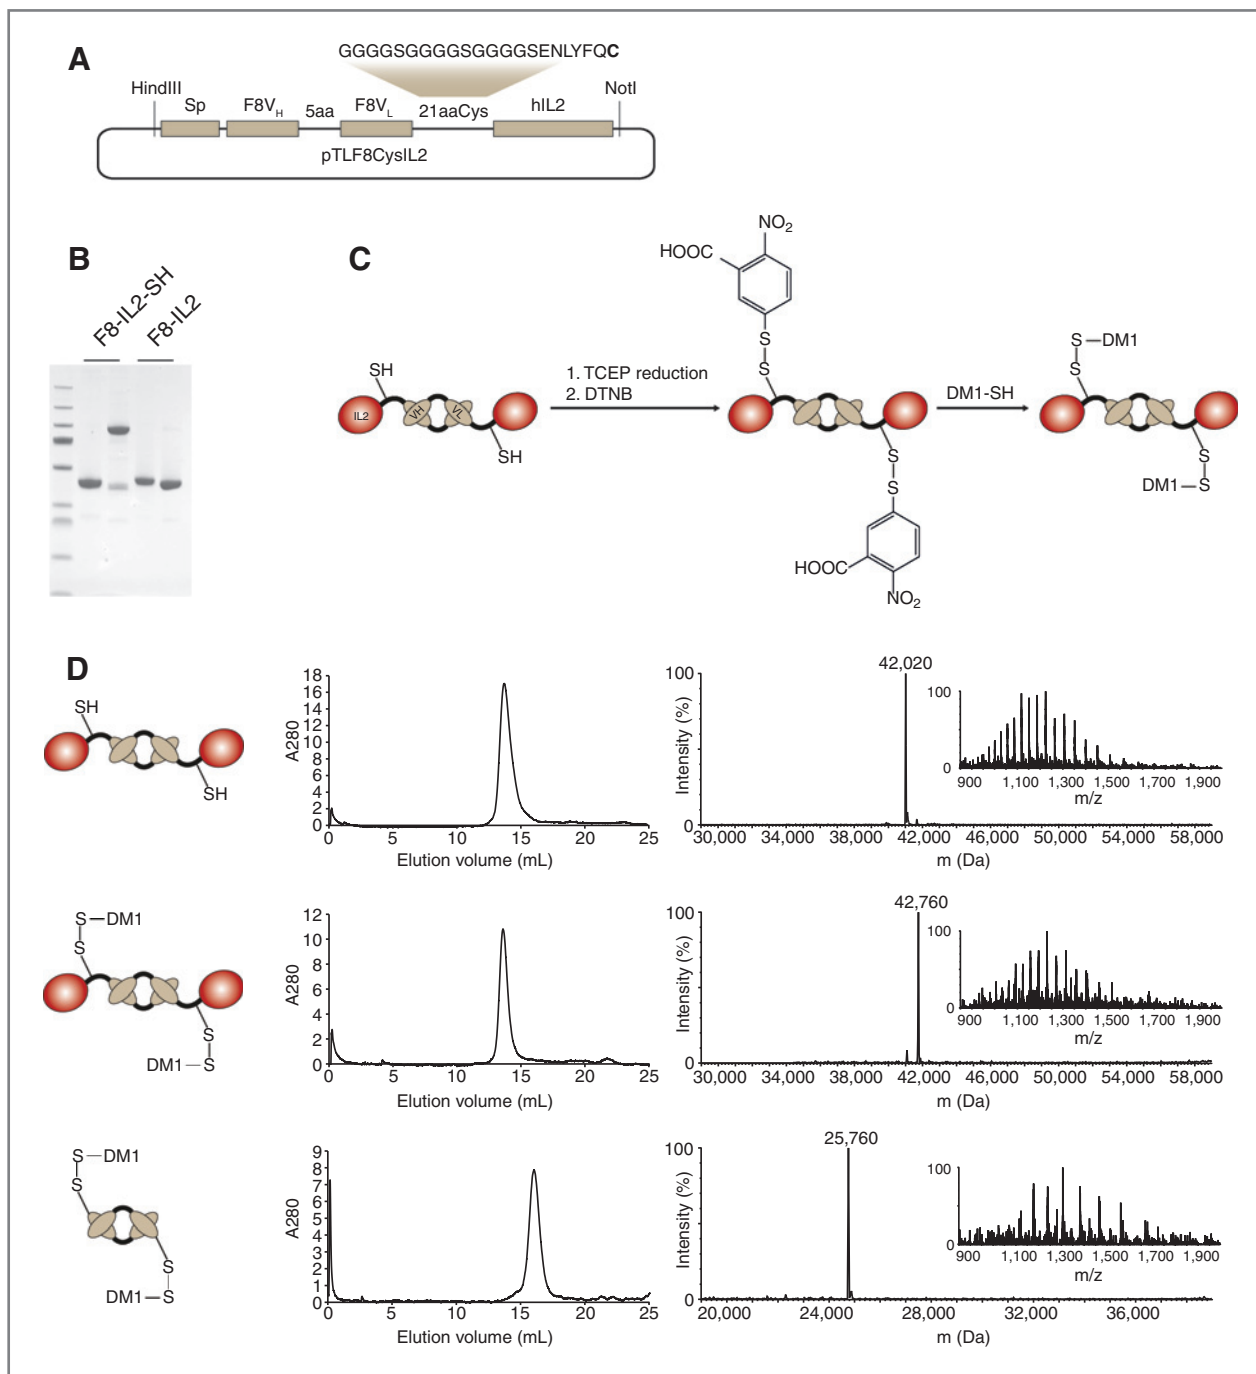 A
GGGGSGGGGSGGGGSENLYFQC
HindIII
NotI
Sp
F8VH
5aa
F8VL
21aaCys
hIL2
pTLF8CysIL2
B
F8-IL2-SH
F8-IL2
C
SH
IL2
VH
VL
SH
1. TCEP reduction
2. DTNB
NO2
HOOC
S
S
S
S
HOOC
NO2
DM1-SH
S—DM1
S
S
DM1—S
D
SH
SH
18
16
14
12
10
8
6
4
2
0
A280
0 5 10 15 20 25
Elution volume (mL)
42,020
100
0
Intensity (%)
30,000 34,000 38,000 42,000 46,000 50,000 54,000 58,000
m (Da)
100
0
900 1,100 1,300 1,500 1,700 1,900
m/z
S—DM1
S
S
DM1—S
12
10
8
6
4
2
0
A280
0 5 10 15 20 25
Elution volume (mL)
42,760
100
0
Intensity (%)
30,000 34,000 38,000 42,000 46,000 50,000 54,000 58,000
m (Da)
100
0
900 1,100 1,300 1,500 1,700 1,900
m/z
S—DM1
S
S
DM1—S
9
8
7
6
5
4
3
2
1
0
A280
0 5 10 15 20 25
Elution volume (mL)
25,760
100
0
Intensity (%)
20,000 24,000 28,000 32,000 36,000
m (Da)
100
0
900 1,100 1,300 1,500 1,700 1,900
m/z